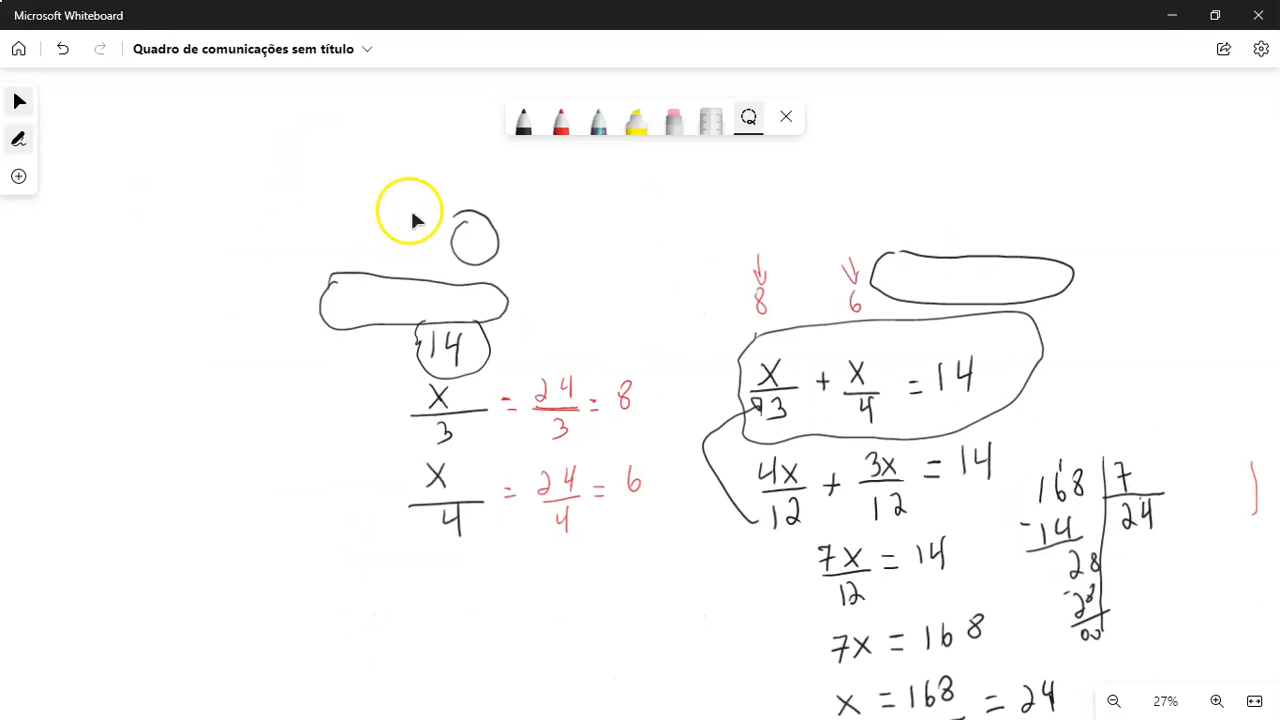 Microsoft Whiteboard
Quadro de comunicações sem título
14
x/3 = 24/3 = 8
x/4 = 24/4 = 6
8 6
x/3 + x/4 = 14
4x/12 + 3x/12 = 14
7x/12 = 14
7x = 168
x = 168 = 24
168 | 7
-14 24
28
-28
00
27%